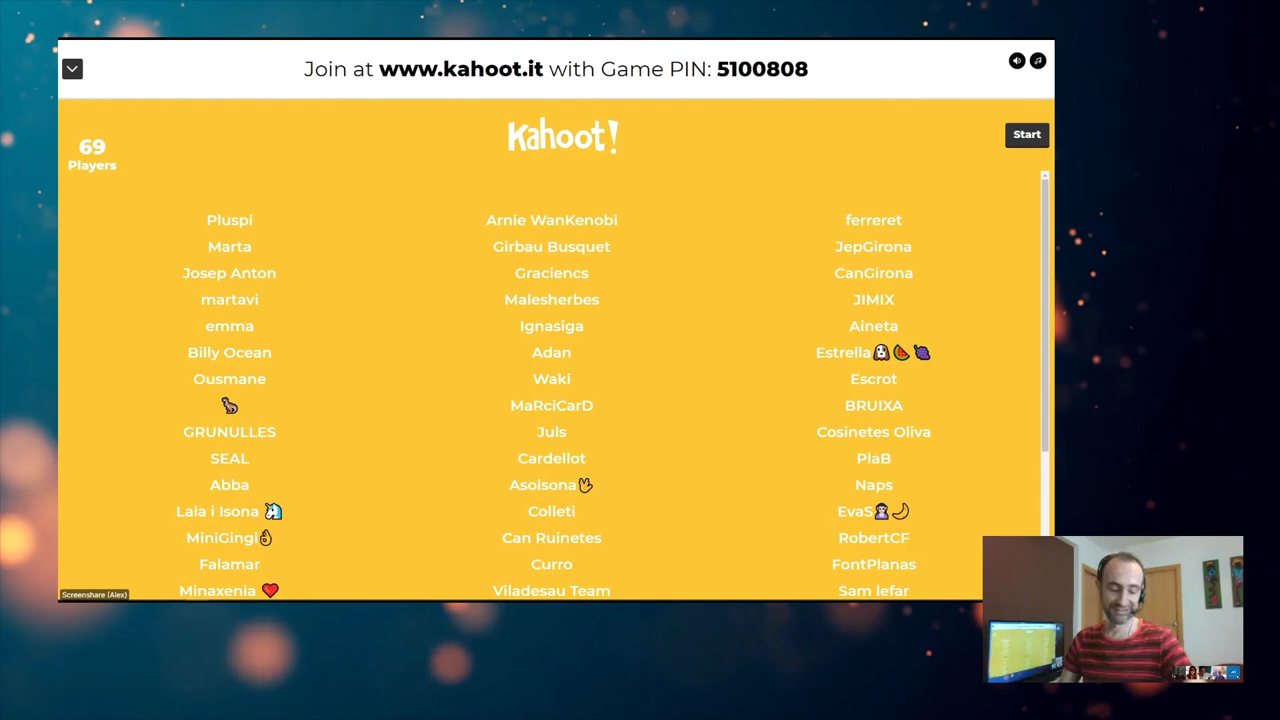 Join at www.kahoot.it with Game PIN: 5100808
69
Players
Kahoot!
Start
Pluspi Arnie WanKenobi ferreret
Marta Girbau Busquet JepGirona
Josep Anton Graciencs CanGirona
martavi Malesherbes JIMIX
emma Ignasiga Aineta
Billy Ocean Adan Estrella
Ousmane Waki Escrot
MaRciCarD BRUIXA
GRUNULLES Juls Cosinetes Oliva
SEAL Cardellot PlaB
Abba Asolsona Naps
Laia i Isona Colleti EvaS
MiniGingi Can Ruinetes RobertCF
Falamar Curro FontPlanas
Minaxenia Viladesau Team Sam lefar
Screenshare (Alex)